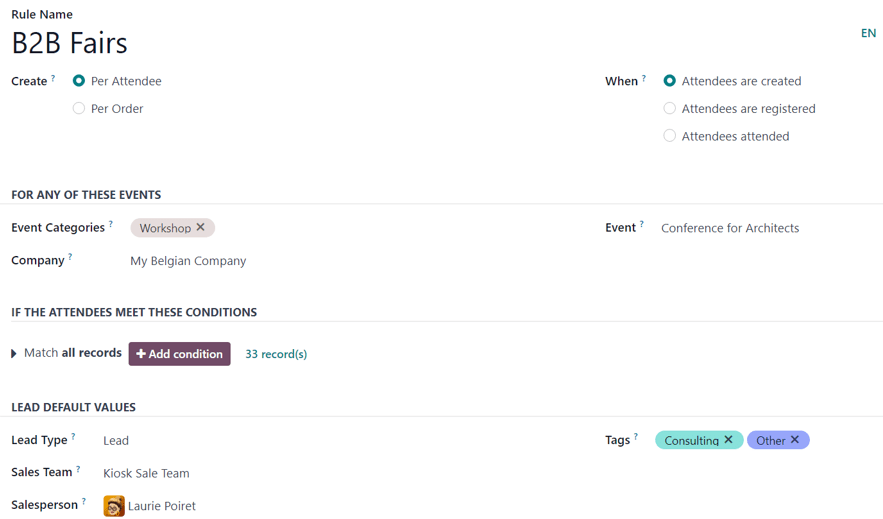 Rule Name
B2B Fairs
EN
Create ? Per Attendee
Per Order
When ? Attendees are created
Attendees are registered
Attendees attended
FOR ANY OF THESE EVENTS
Event Categories ? Workshop ✕
Event ? Conference for Architects
Company ? My Belgian Company
IF THE ATTENDEES MEET THESE CONDITIONS
Match all records + Add condition 33 record(s)
LEAD DEFAULT VALUES
Lead Type ? Lead
Tags ? Consulting ✕ Other ✕
Sales Team ? Kiosk Sale Team
Salesperson ? Laurie Poiret